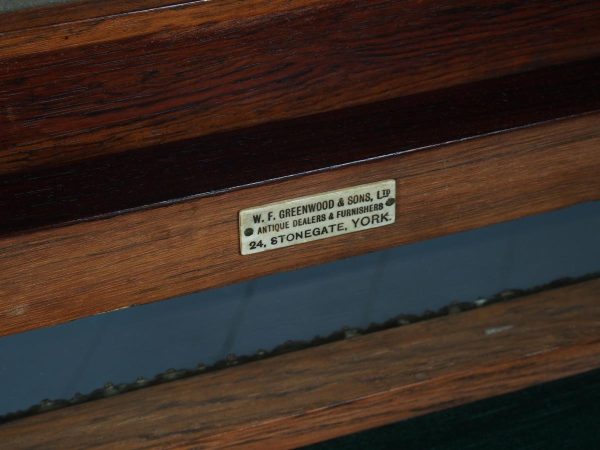 W. F. GREENWOOD & SONS, LTD
ANTIQUE DEALERS & FURNISHERS
24, STONEGATE, YORK.